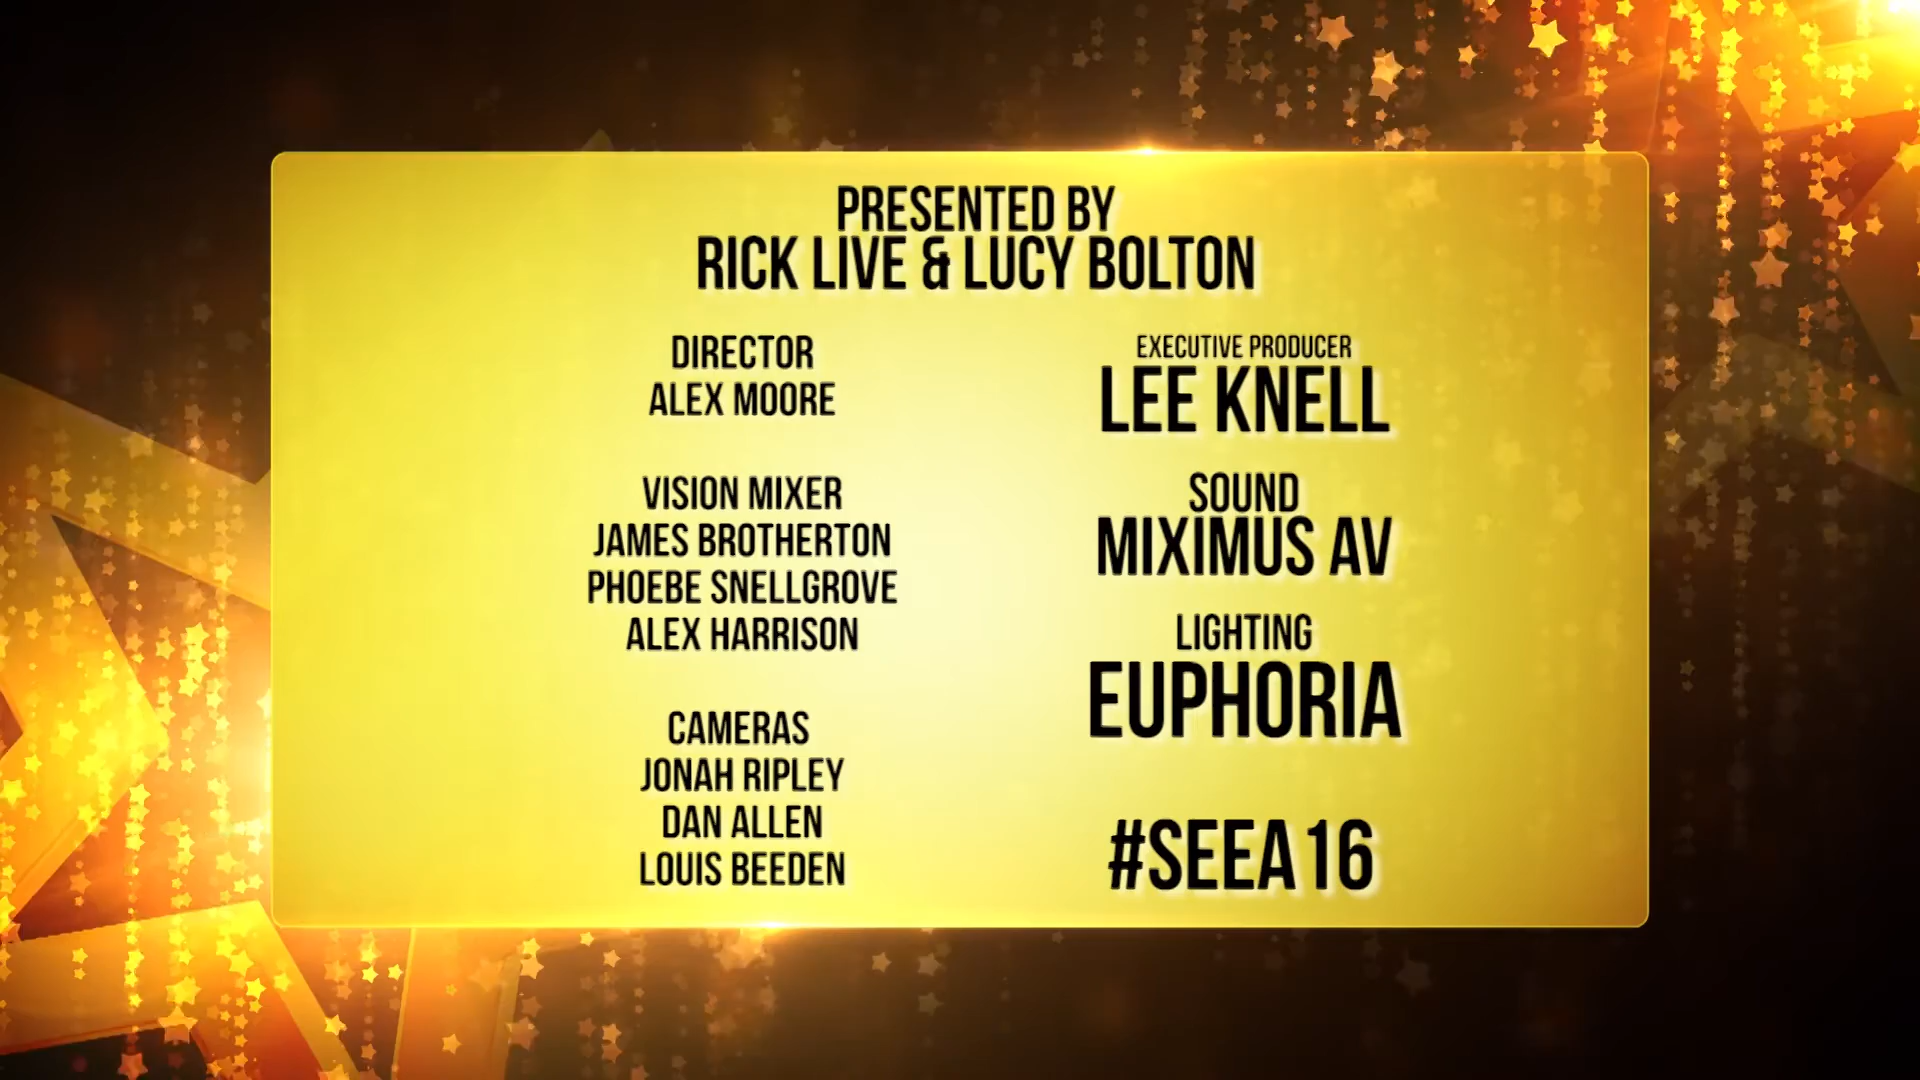 PRESENTED BY
RICK LIVE & LUCY BOLTON
DIRECTOR
ALEX MOORE
VISION MIXER
JAMES BROTHERTON
PHOEBE SNELLGROVE
ALEX HARRISON
CAMERAS
JONAH RIPLEY
DAN ALLEN
LOUIS BEEDEN
EXECUTIVE PRODUCER
LEE KNELL
SOUND
MIXIMUS AV
LIGHTING
EUPHORIA
#SEEA16